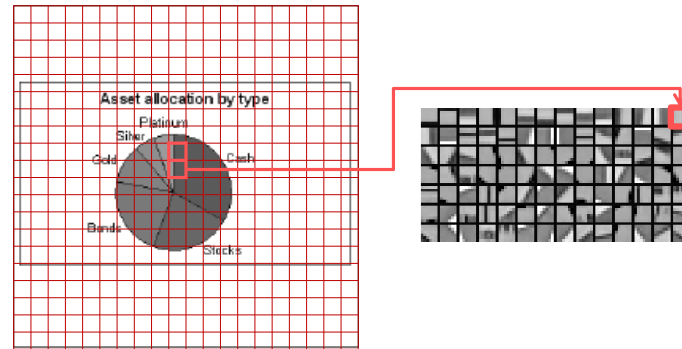 Asset allocation by type
Platinum
Silver
Gold
Cash
Bonds
Stocks